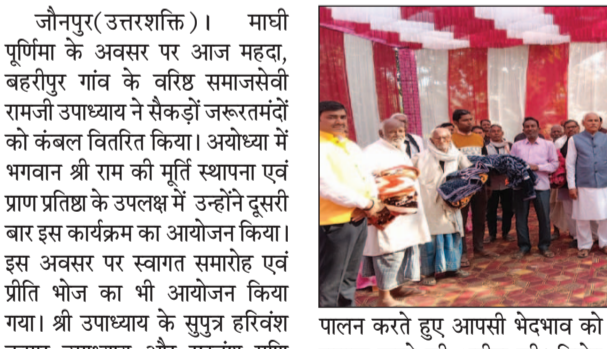 जौनपुर(उत्तरशक्ति)। माघी
पूर्णिमा के अवसर पर आज महदा,
बहरीपुर गांव के वरिष्ठ समाजसेवी
रामजी उपाध्याय ने सैकड़ों जरूरतमंदों
को कंबल वितरित किया। अयोध्या में
भगवान श्री राम की मूर्ति स्थापना एवं
प्राण प्रतिष्ठा के उपलक्ष में उन्होंने दूसरी
बार इस कार्यक्रम का आयोजन किया।
इस अवसर पर स्वागत समारोह एवं
प्रीति भोज का भी आयोजन किया
गया। श्री उपाध्याय के सुपुत्र हरिवंश
पालन करते हुए आपसी भेदभाव को